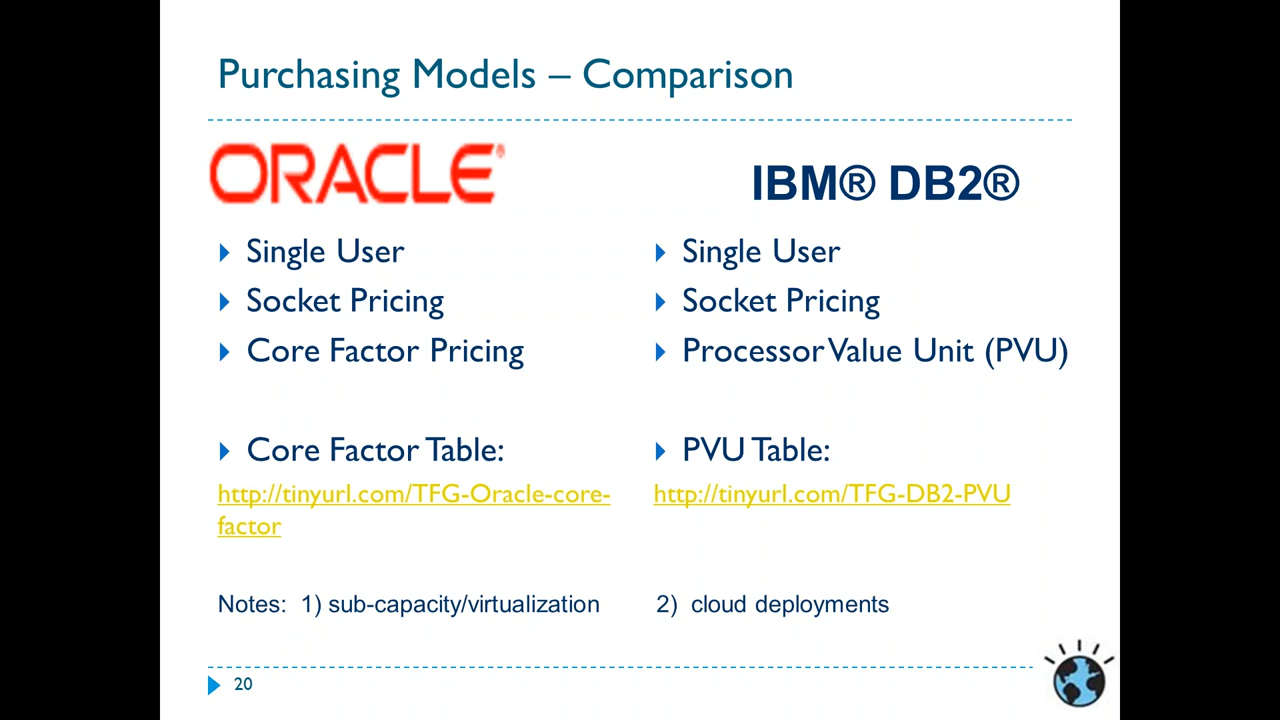 Purchasing Models – Comparison
ORACLE®
IBM® DB2®
Single User
Socket Pricing
Core Factor Pricing
Core Factor Table:
http://tinyurl.com/TFG-Oracle-core-
factor
Single User
Socket Pricing
Processor Value Unit (PVU)
PVU Table:
http://tinyurl.com/TFG-DB2-PVU
Notes: 1) sub-capacity/virtualization 2) cloud deployments
20